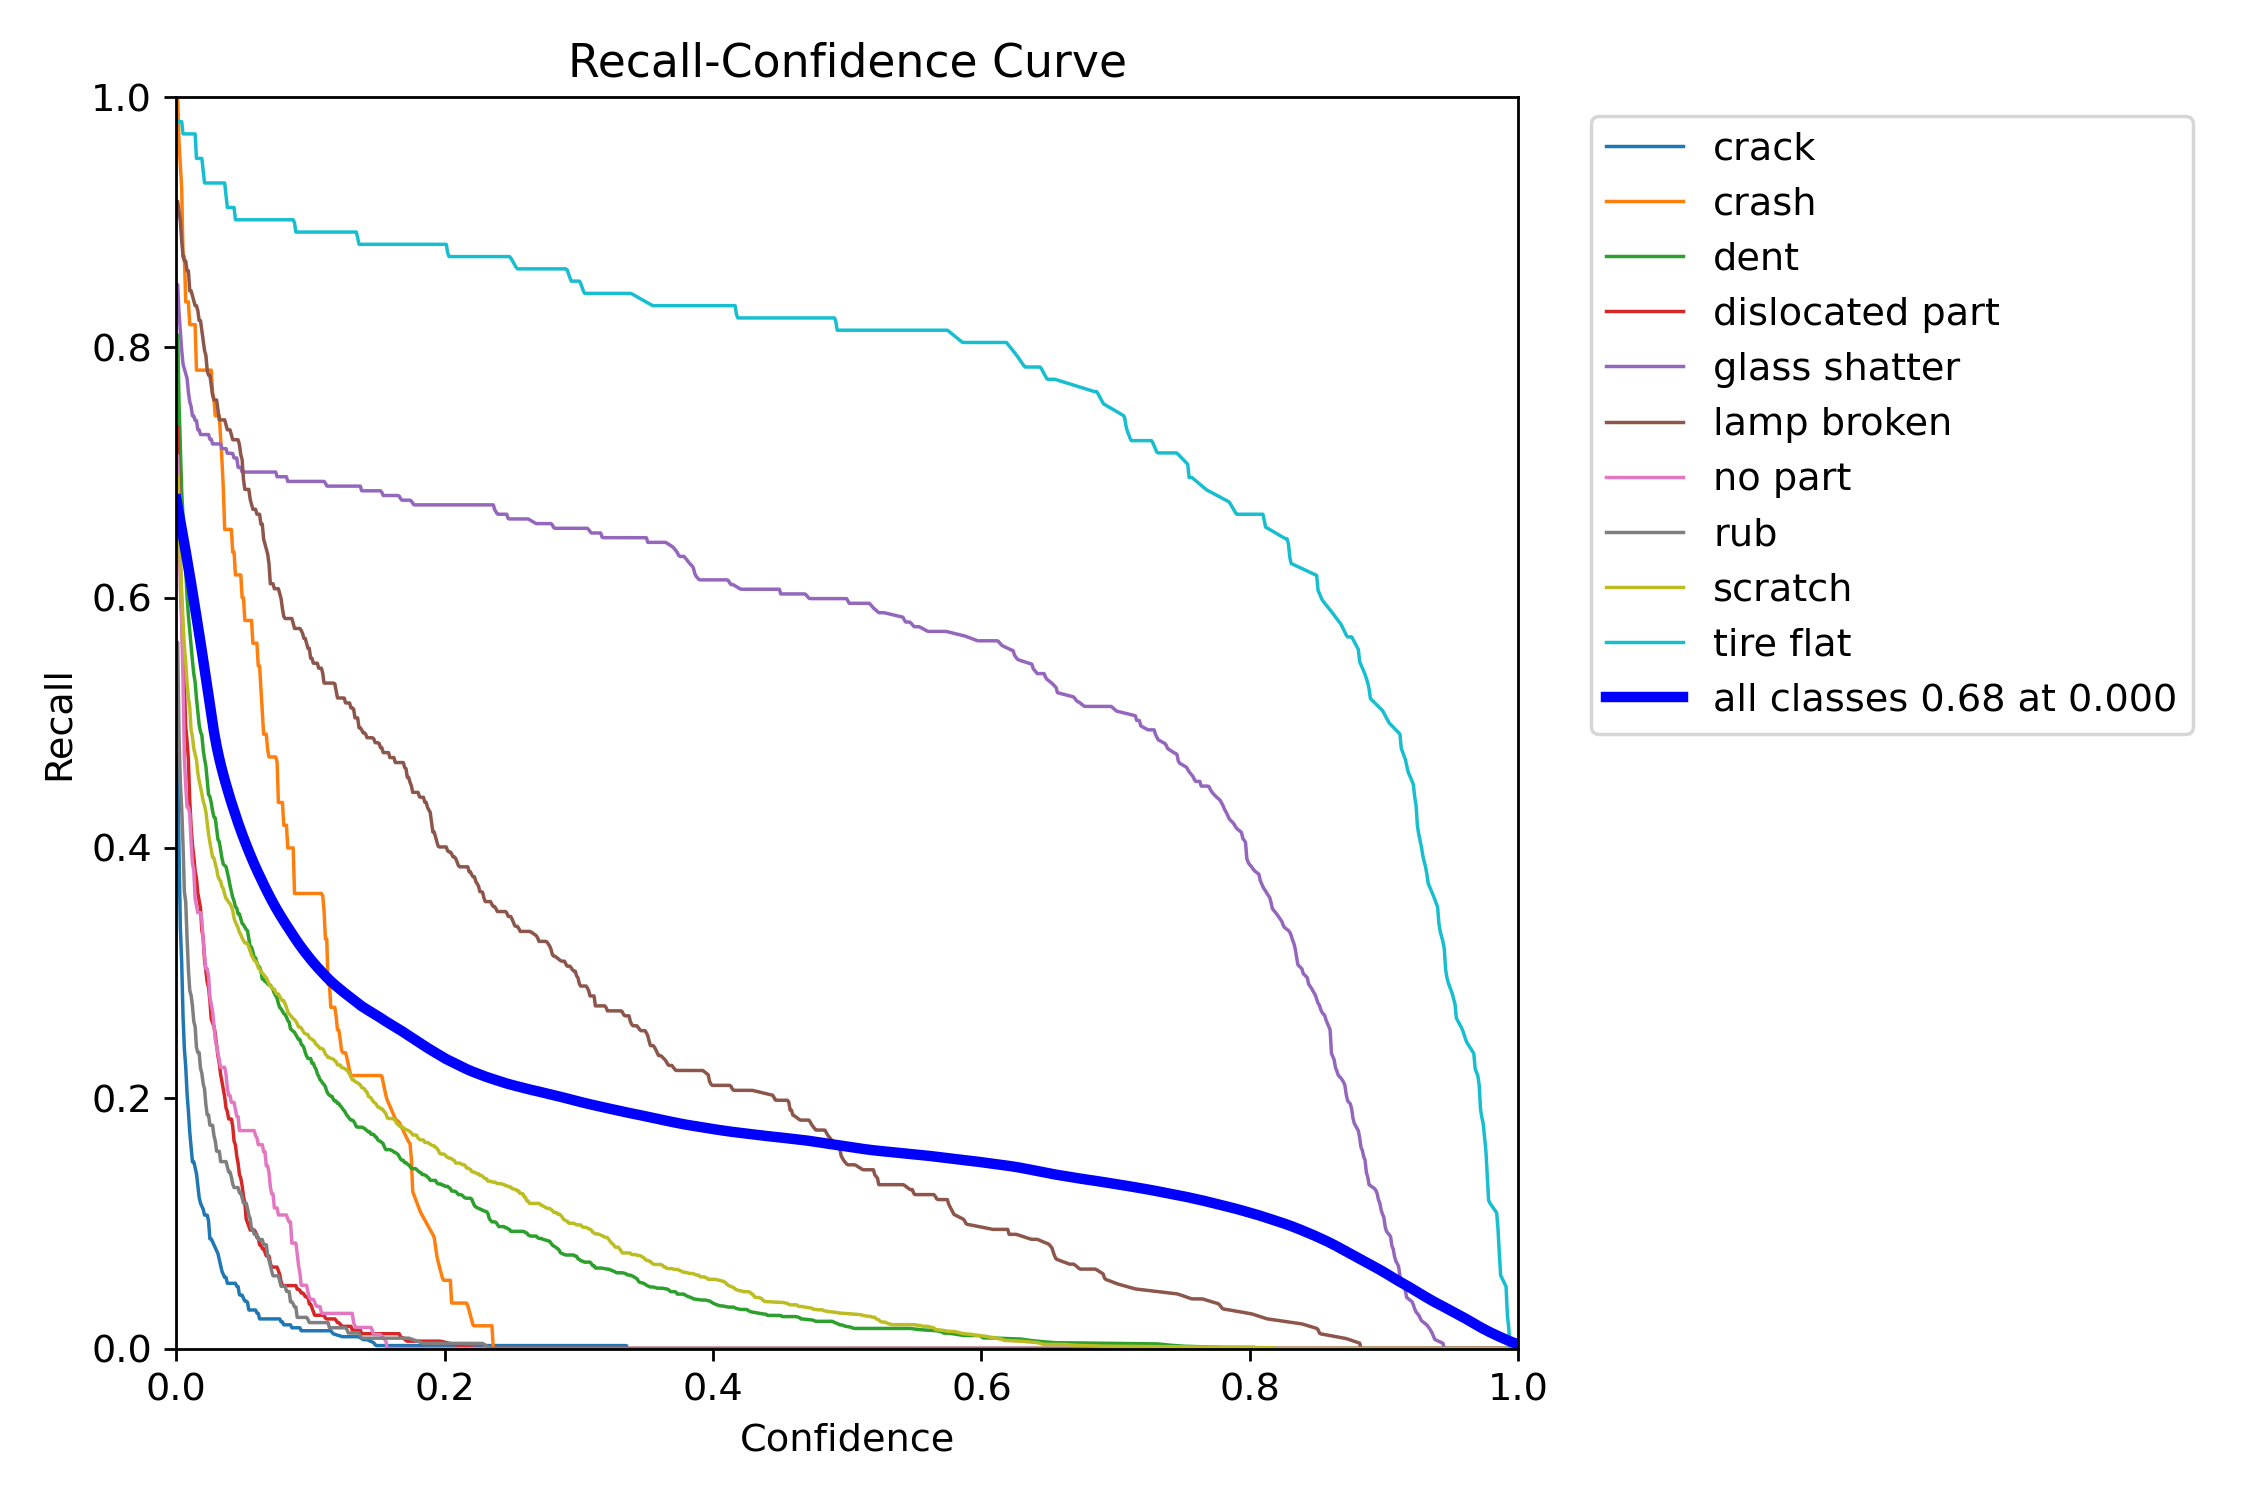 Recall-Confidence Curve
1.0
0.8
0.6
0.4
0.2
0.0
Recall
0.0 0.2 0.4 0.6 0.8 1.0
Confidence
crack
crash
dent
dislocated part
glass shatter
lamp broken
no part
rub
scratch
tire flat
all classes 0.68 at 0.000